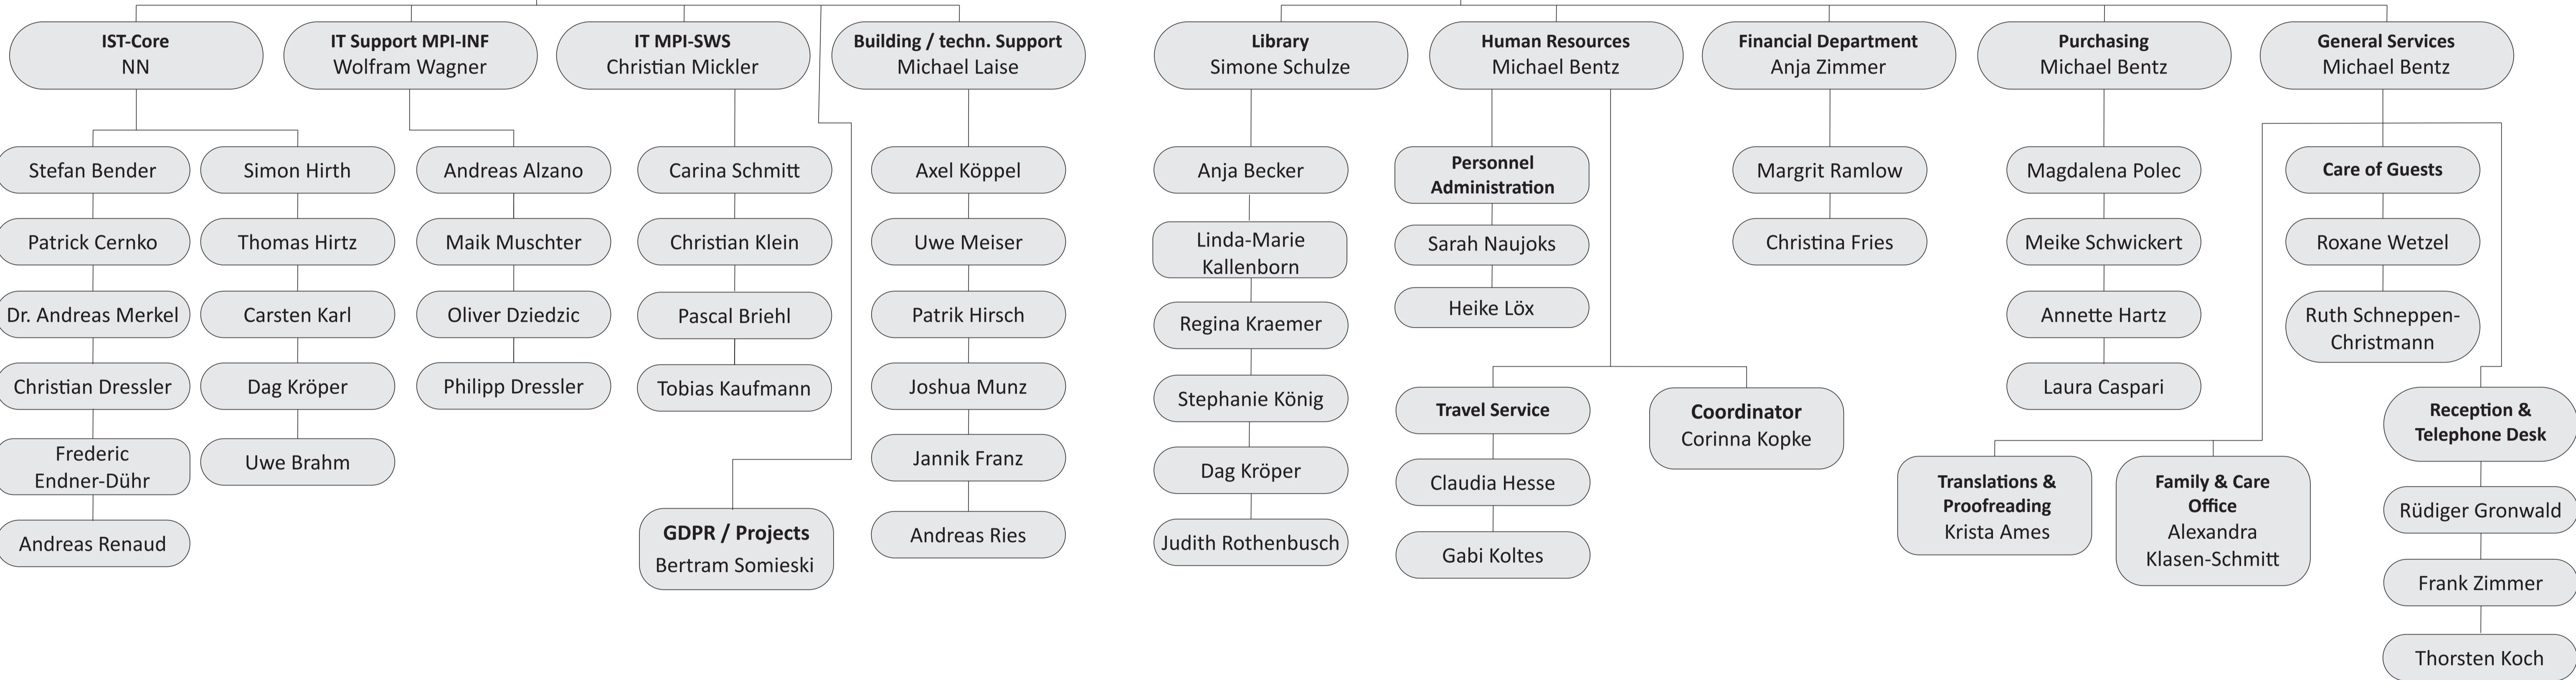 IST-Core
NN
IT Support MPI-INF
Wolfram Wagner
IT MPI-SWS
Christian Mickler
Building / techn. Support
Michael Laise
Library
Simone Schulze
Human Resources
Michael Bentz
Financial Department
Anja Zimmer
Purchasing
Michael Bentz
General Services
Michael Bentz
Stefan Bender
Patrick Cernko
Dr. Andreas Merkel
Christian Dressler
Frederic
Endner-Dühr
Andreas Renaud
Simon Hirth
Thomas Hirtz
Carsten Karl
Dag Kröper
Uwe Brahm
Andreas Alzano
Maik Muschter
Oliver Dziedzic
Philipp Dressler
Carina Schmitt
Christian Klein
Pascal Briehl
Tobias Kaufmann
GDPR / Projects
Bertram Somieski
Axel Köppel
Uwe Meiser
Patrik Hirsch
Joshua Munz
Jannik Franz
Andreas Ries
Anja Becker
Linda-Marie
Kallenborn
Regina Kraemer
Stephanie König
Dag Kröper
Judith Rothenbusch
Personnel
Administration
Sarah Naujoks
Heike Löx
Travel Service
Claudia Hesse
Gabi Koltes
Coordinator
Corinna Kopke
Margrit Ramlow
Christina Fries
Magdalena Polec
Meike Schwickert
Annette Hartz
Laura Caspari
Translations &
Proofreading
Krista Ames
Family & Care
Office
Alexandra
Klasen-Schmitt
Care of Guests
Roxane Wetzel
Ruth Schneppen-
Christmann
Reception &
Telephone Desk
Rüdiger Gronwald
Frank Zimmer
Thorsten Koch